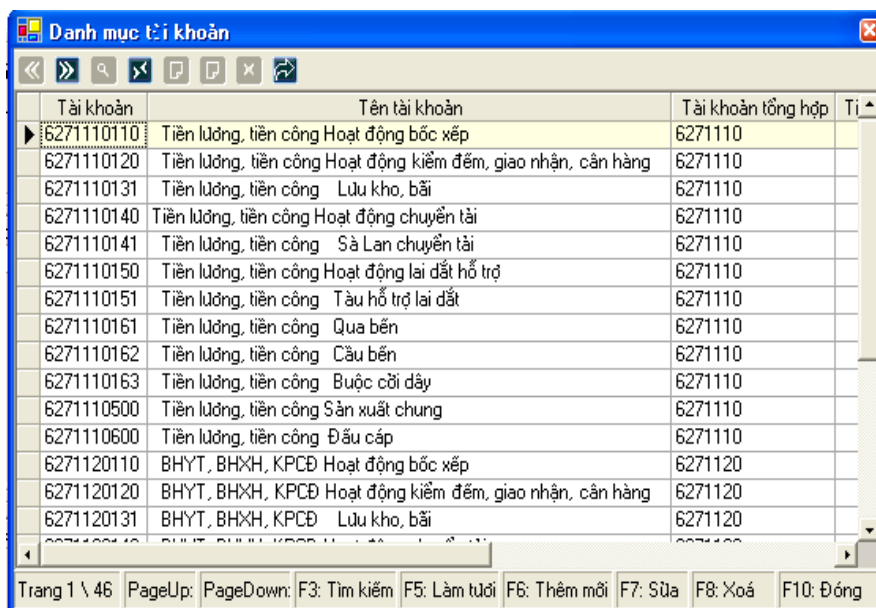 Danh mục tài khoản
Tài khoản Tên tài khoản Tài khoản tổng hợp Tí
6271110110 Tiền lương, tiền công Hoạt động bốc xếp 6271110
6271110120 Tiền lương, tiền công Hoạt động kiểm đếm, giao nhận, cân hàng 6271110
6271110131 Tiền lương, tiền công Lưu kho, bãi 6271110
6271110140 Tiền lương, tiền công Hoạt động chuyển tải 6271110
6271110141 Tiền lương, tiền công Sà Lan chuyển tải 6271110
6271110150 Tiền lương, tiền công Hoạt động lai dắt hỗ trợ 6271110
6271110151 Tiền lương, tiền công Tàu hỗ trợ lai dắt 6271110
6271110161 Tiền lương, tiền công Qua bến 6271110
6271110162 Tiền lương, tiền công Cầu bến 6271110
6271110163 Tiền lương, tiền công Buộc cởi dây 6271110
6271110500 Tiền lương, tiền công Sản xuất chung 6271110
6271110600 Tiền lương, tiền công Đấu cáp 6271110
6271120110 BHYT, BHXH, KPCĐ Hoạt động bốc xếp 6271120
6271120120 BHYT, BHXH, KPCĐ Hoạt động kiểm đếm, giao nhận, cân hàng 6271120
6271120131 BHYT, BHXH, KPCĐ Lưu kho, bãi 6271120
Trang 1 \ 46 PageUp: PageDown: F3: Tìm kiếm F5: Làm tươi F6: Thêm mới F7: Sửa F8: Xoá F10: Đóng